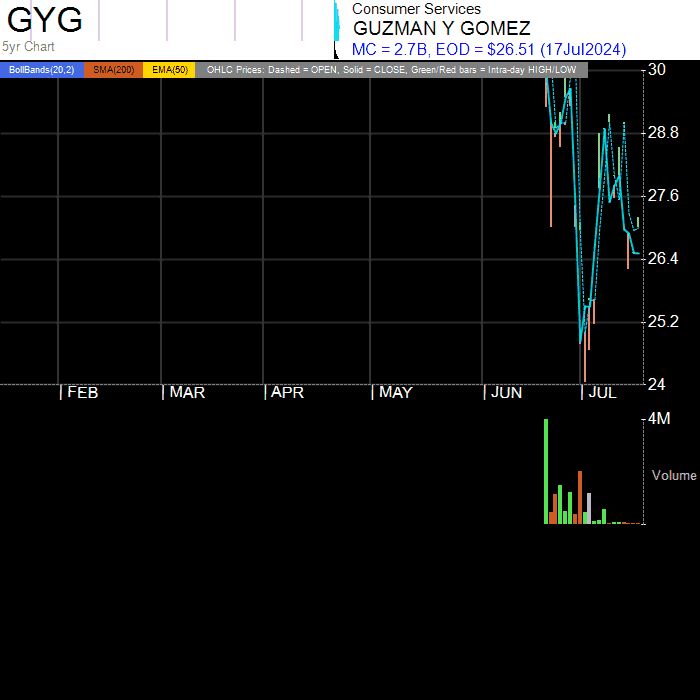 GYG
5yr Chart
Consumer Services
GUZMAN Y GOMEZ
MC = 2.7B, EOD = $26.51 (17Jul2024)
BollBands(20,2) SMA(200) EMA(50) OHLC Prices: Dashed = OPEN, Solid = CLOSE, Green/Red bars = Intra-day HIGH/LOW
30
28.8
27.6
26.4
25.2
24
FEB MAR APR MAY JUN JUL
4M
Volume